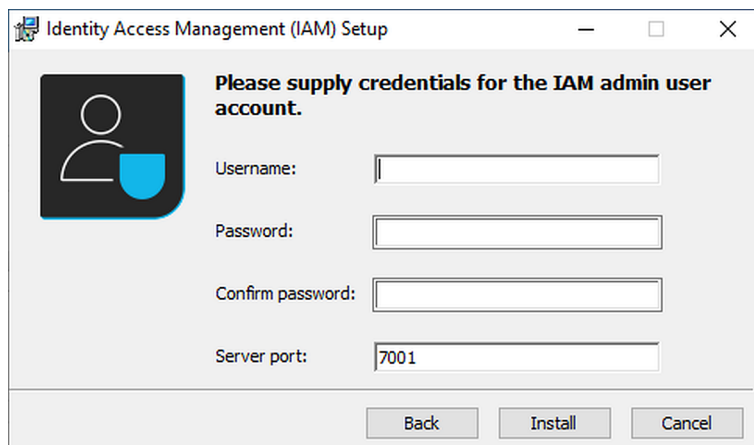 Identity Access Management (IAM) Setup
Please supply credentials for the IAM admin user
account.
Username:
Password:
Confirm password:
Server port: 7001
Back Install Cancel